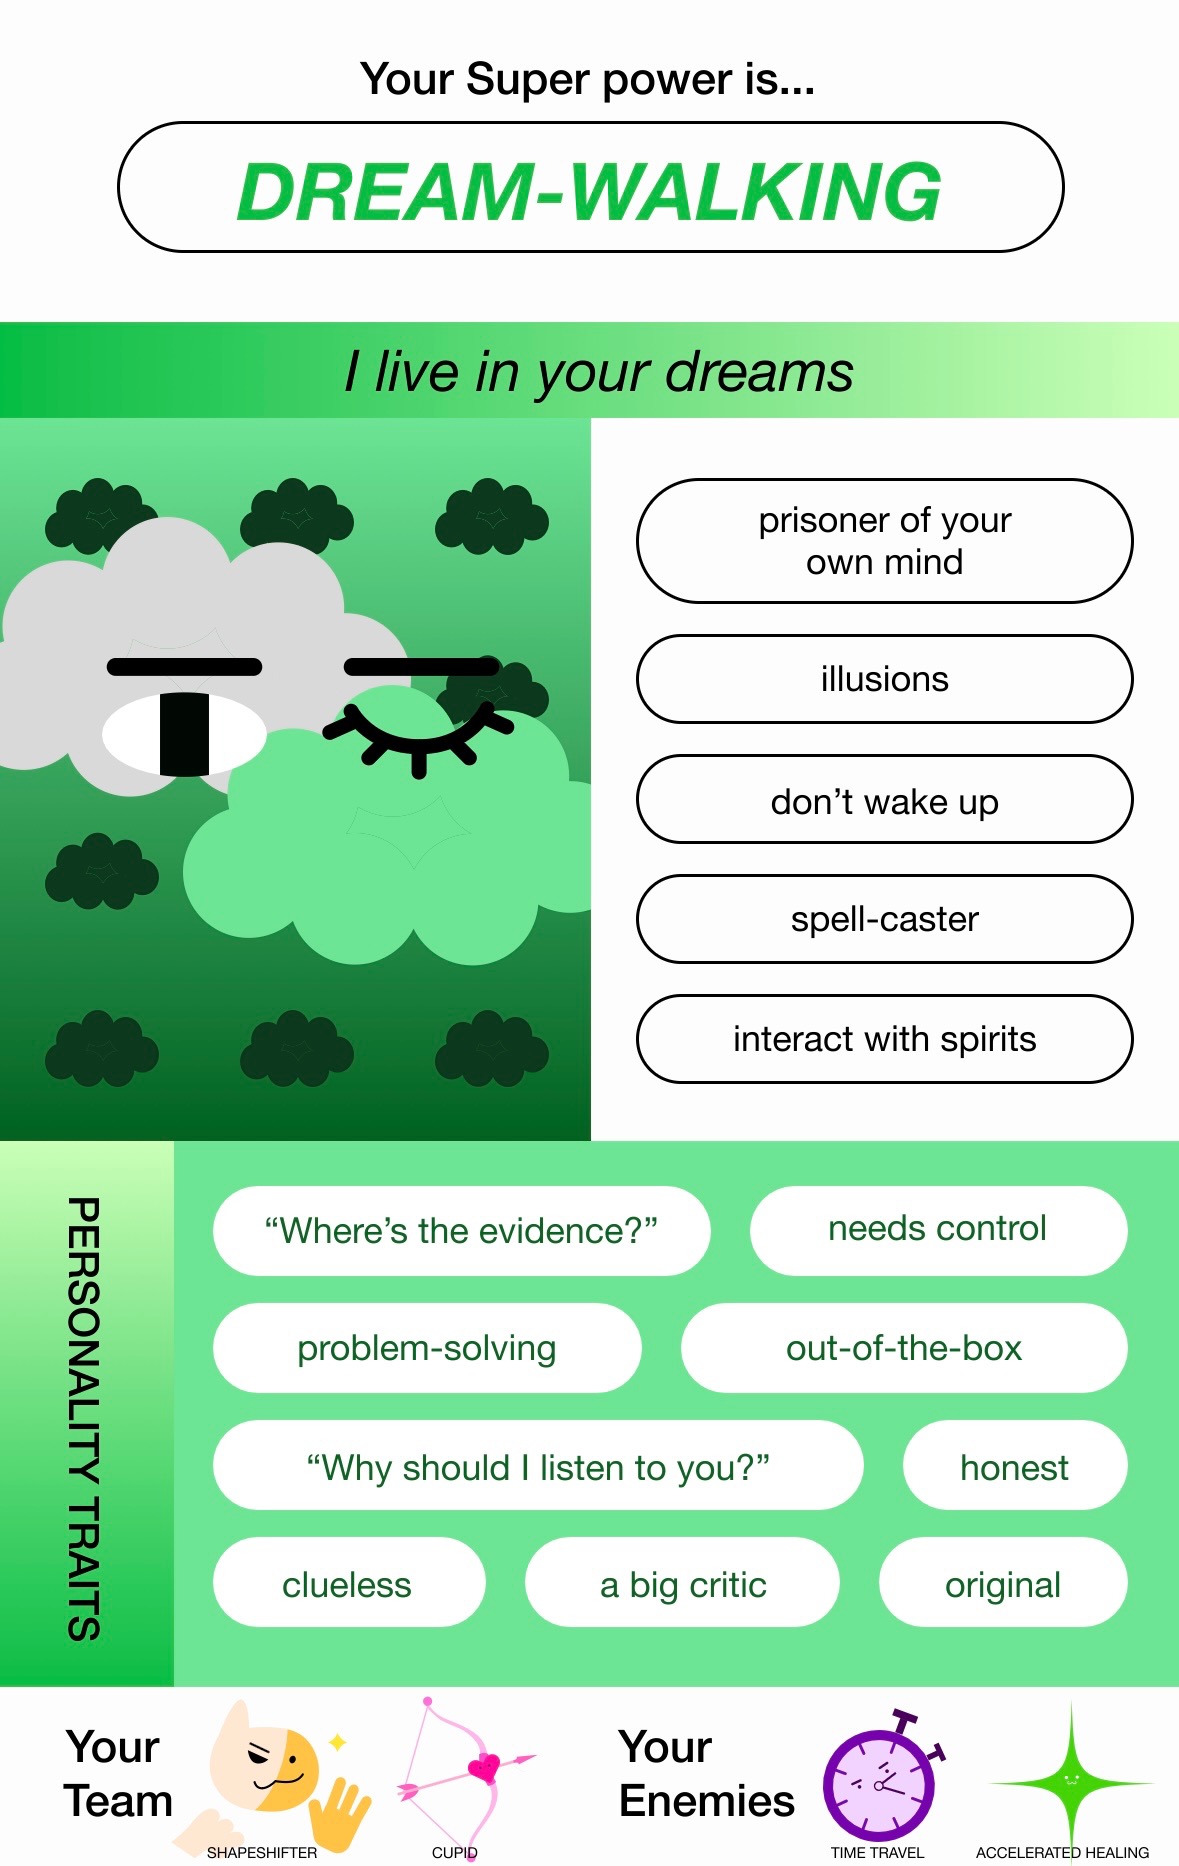 Your Super power is...
DREAM-WALKING
I live in your dreams
prisoner of your
own mind
illusions
don’t wake up
spell-caster
interact with spirits
PERSONALITY TRAITS
“Where’s the evidence?”
needs control
problem-solving
out-of-the-box
“Why should I listen to you?”
honest
clueless
a big critic
original
Your
Team
SHAPESHIFTER
CUPID
Your
Enemies
TIME TRAVEL
ACCELERATED HEALING